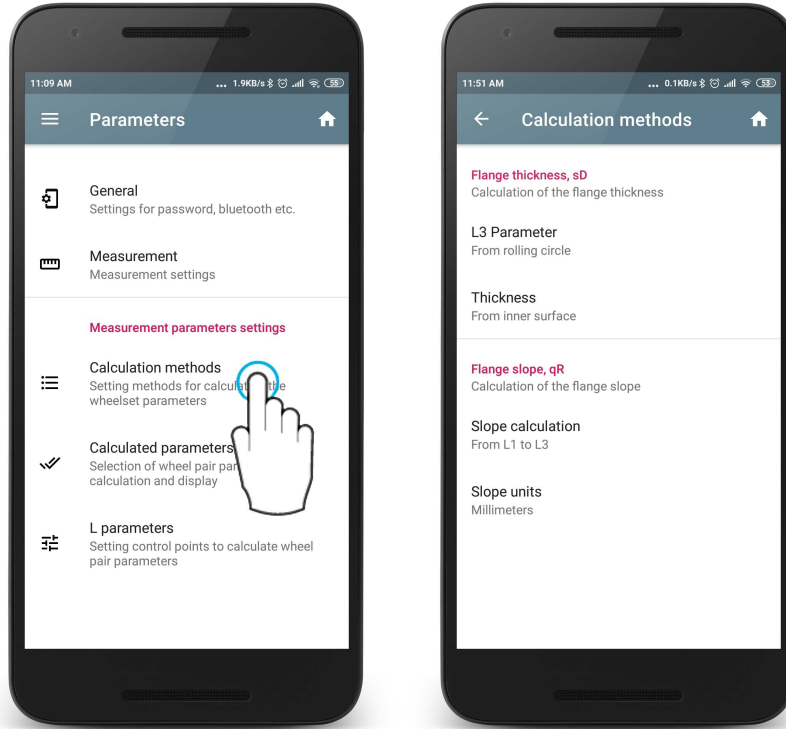 11:09 AM
... 1.9KB/s 55
Parameters
General
Settings for password, bluetooth etc.
Measurement
Measurement settings
Measurement parameters settings
Calculation methods
Setting methods for the
wheelset parameters
Calculated parameters
Selection of wheel pair
calculation and display
L parameters
Setting control points to calculate wheel
pair parameters
11:51 AM
... 0.1KB/s 53
Calculation methods
Flange thickness, sD
Calculation of the flange thickness
L3 Parameter
From rolling circle
Thickness
From inner surface
Flange slope, qR
Calculation of the flange slope
Slope calculation
From L1 to L3
Slope units
Millimeters